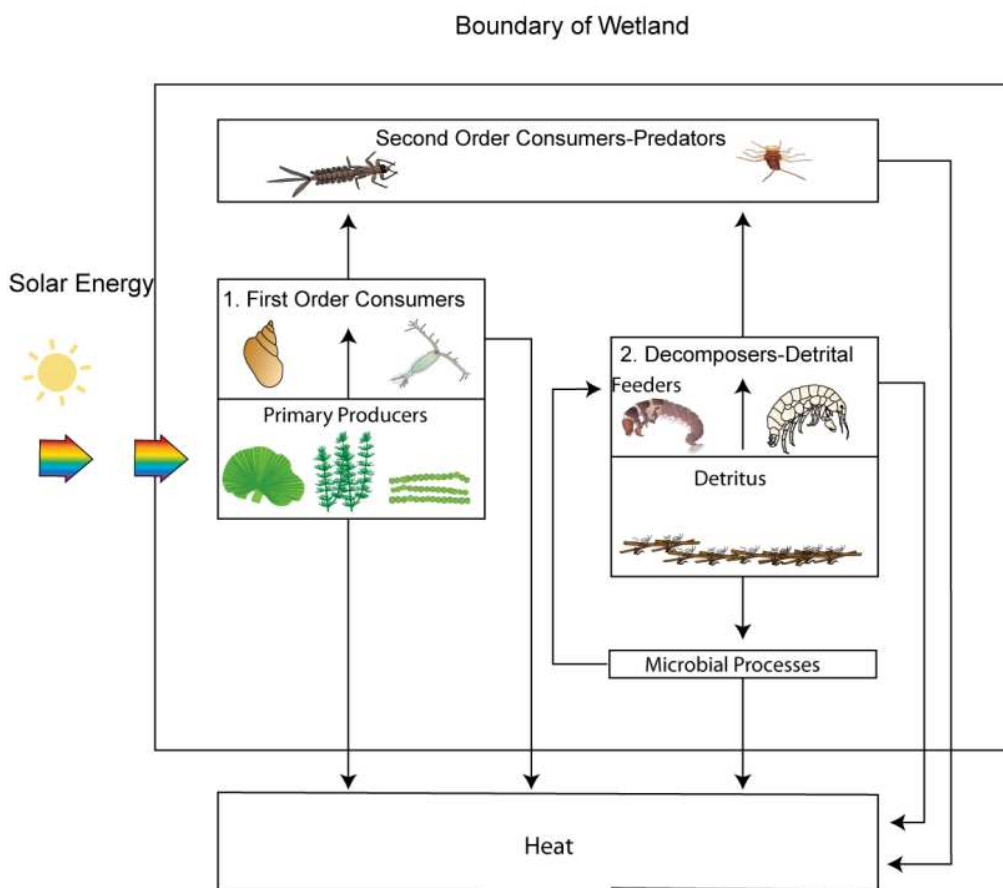 Boundary of Wetland
Second Order Consumers-Predators
Solar Energy
1. First Order Consumers
Primary Producers
2. Decomposers-Detrital
Feeders
Detritus
Microbial Processes
Heat